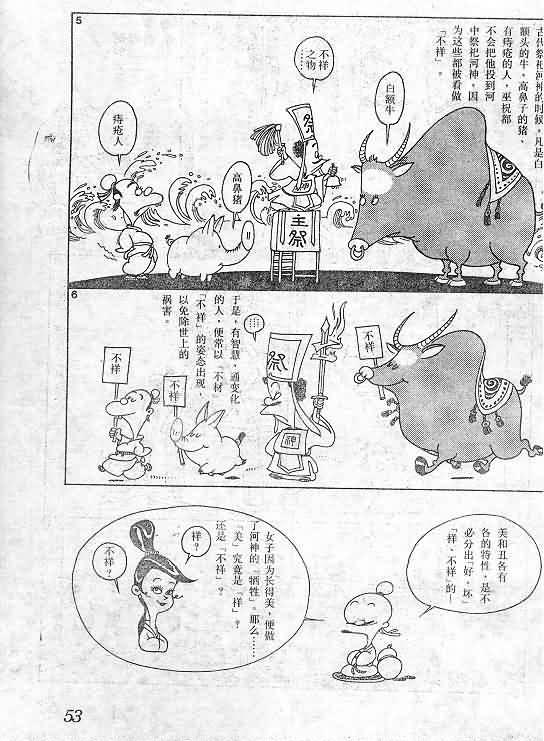 5
古代祭祀河神的时候，凡是白
额头的牛，高鼻子的猪，
有痔疮的人，巫祝都
不会把他投到河
中祭祀河神，因
为这些都被看做
「不祥」。
白额牛
不祥
之物
……
祭
主
祭
高鼻猪
痔疮人
6
不祥
……
祭
神
于是，有智慧，通变化
的人，便常以「不材」
「不祥」的姿态出现，
以免除世上的
祸害。
不祥
不祥
美和丑各有
各的特性，是不
必分出「好、坏」
「样、不祥」的！
女子因为长得美，便做
了河神的「牺牲」。那么……
「美」究竟是「样」？
还是「不祥」？
样？
不祥？
53